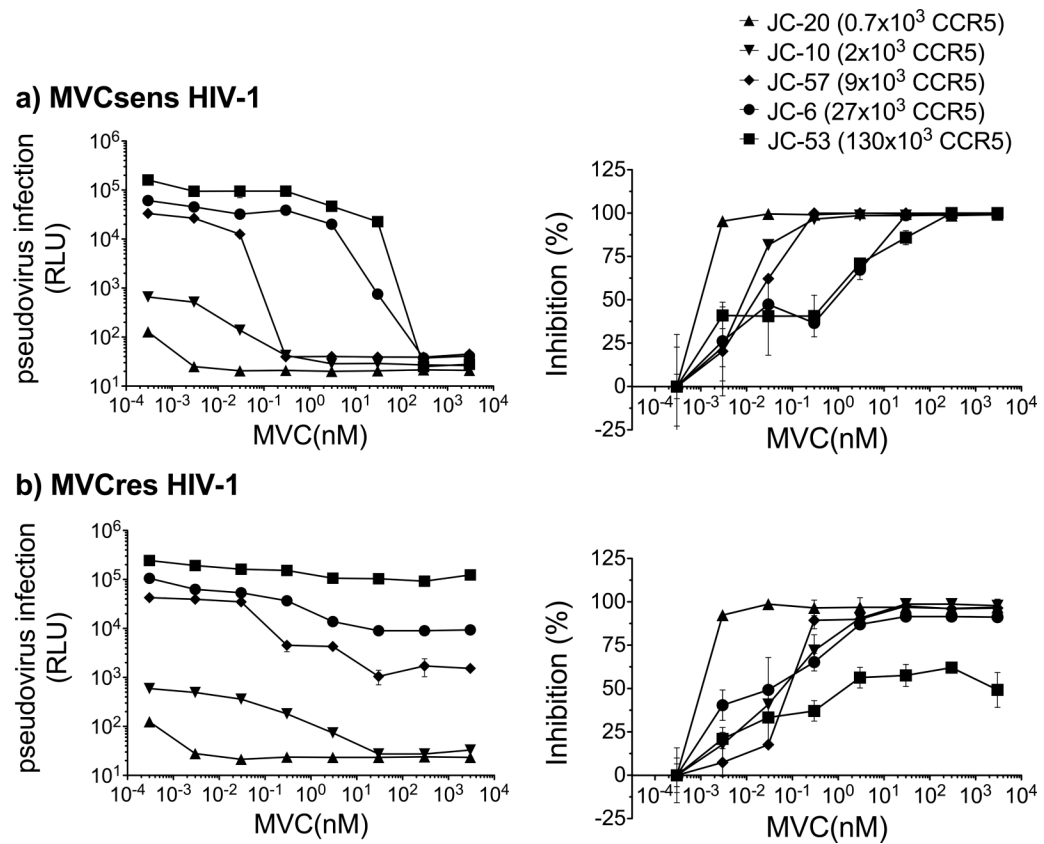 JC-20 (0.7x10³ CCR5)
JC-10 (2x10³ CCR5)
JC-57 (9x10³ CCR5)
JC-6 (27x10³ CCR5)
JC-53 (130x10³ CCR5)
a) MVCsens HIV-1
pseudovirus infection
(RLU)
10⁶
10⁵
10⁴
10³
10²
10¹
10⁻⁴ 10⁻³ 10⁻² 10⁻¹ 10⁰ 10¹ 10² 10³ 10⁴
MVC(nM)
Inhibition (%)
125
100
75
50
25
0
-25
10⁻⁴ 10⁻³ 10⁻² 10⁻¹ 10⁰ 10¹ 10² 10³ 10⁴
MVC(nM)
b) MVCres HIV-1
pseudovirus infection
(RLU)
10⁶
10⁵
10⁴
10³
10²
10¹
10⁻⁴ 10⁻³ 10⁻² 10⁻¹ 10⁰ 10¹ 10² 10³ 10⁴
MVC(nM)
Inhibition (%)
125
100
75
50
25
0
-25
10⁻⁴ 10⁻³ 10⁻² 10⁻¹ 10⁰ 10¹ 10² 10³ 10⁴
MVC(nM)